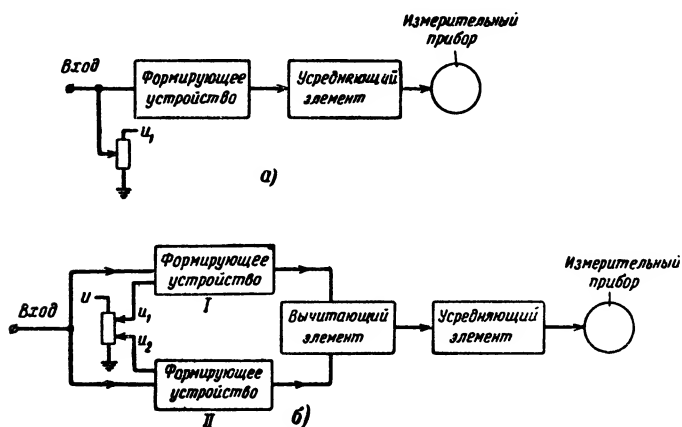 Измерительный
прибор
Вход
Формирующее
устройство
Усредняющий
элемент
u₁
а)
Измерительный
прибор
Формирующее
устройство
I
Вход
u
u₁
u₂
Вычитающий
элемент
Усредняющий
элемент
Формирующее
устройство
II
б)